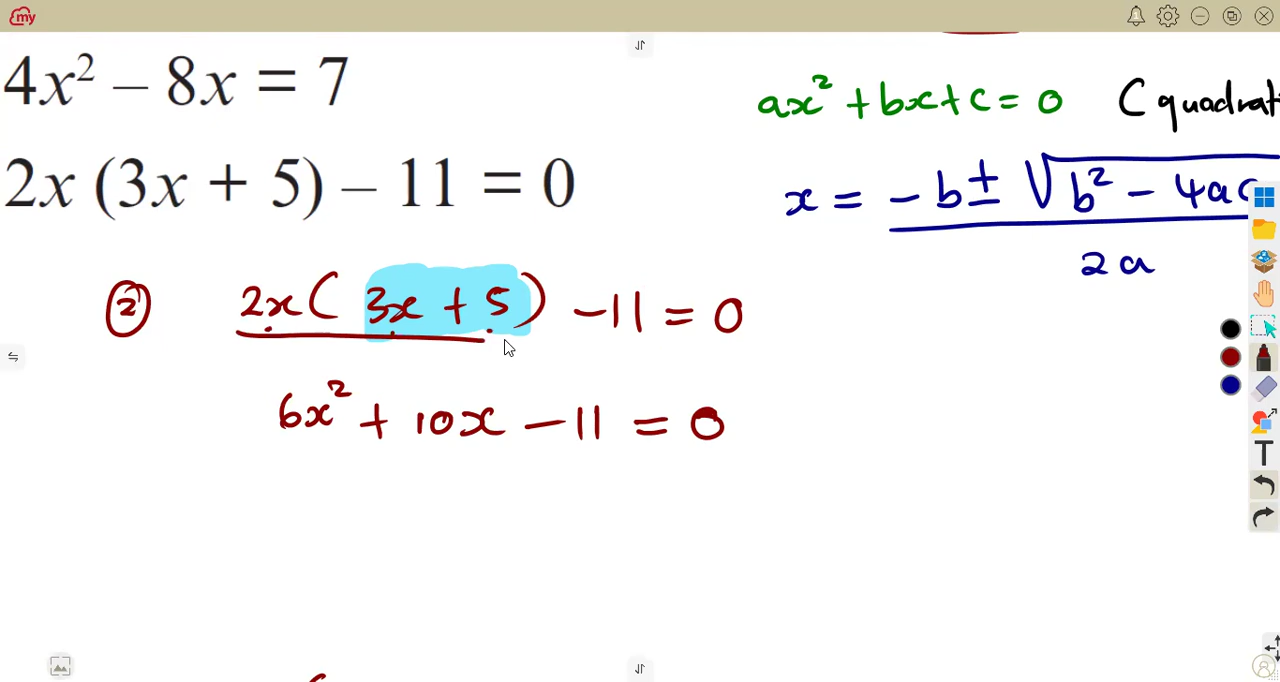 my
4x² – 8x = 7
2x (3x + 5) – 11 = 0
ax² + bx + c = 0
x = -b ± √b² - 4ac
2a
② 2x( 3x + 5) - 11 = 0
6x² + 10x - 11 = 0
T